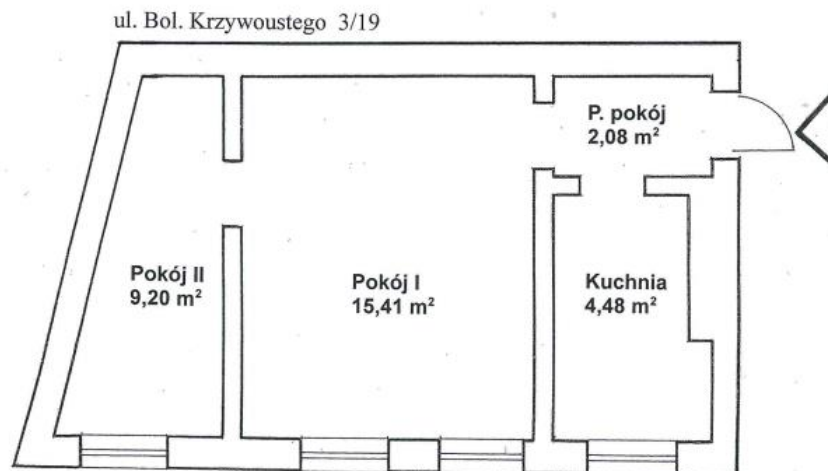 ul. Bol. Krzywoustego 3/19
P. pokój
2,08 m²
Pokój II
9,20 m²
Pokój I
15,41 m²
Kuchnia
4,48 m²